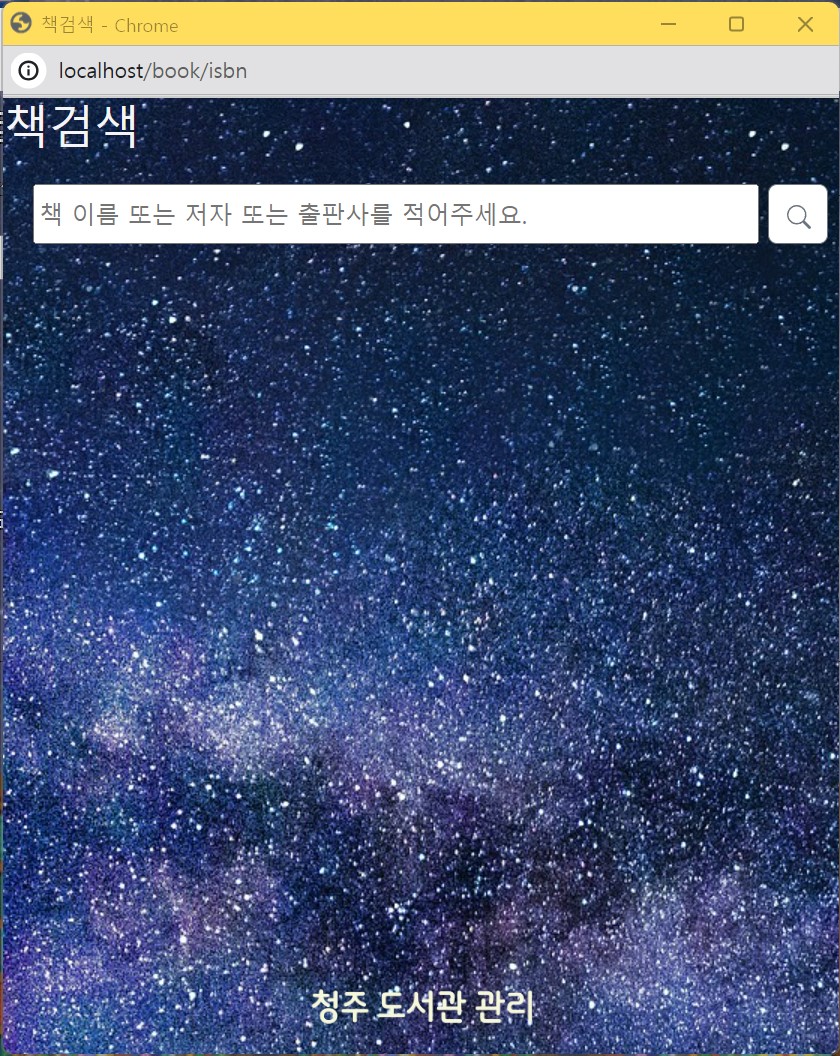 책검색 - Chrome
localhost/book/isbn
책검색
책 이름 또는 저자 또는 출판사를 적어주세요.
청주 도서관 관리